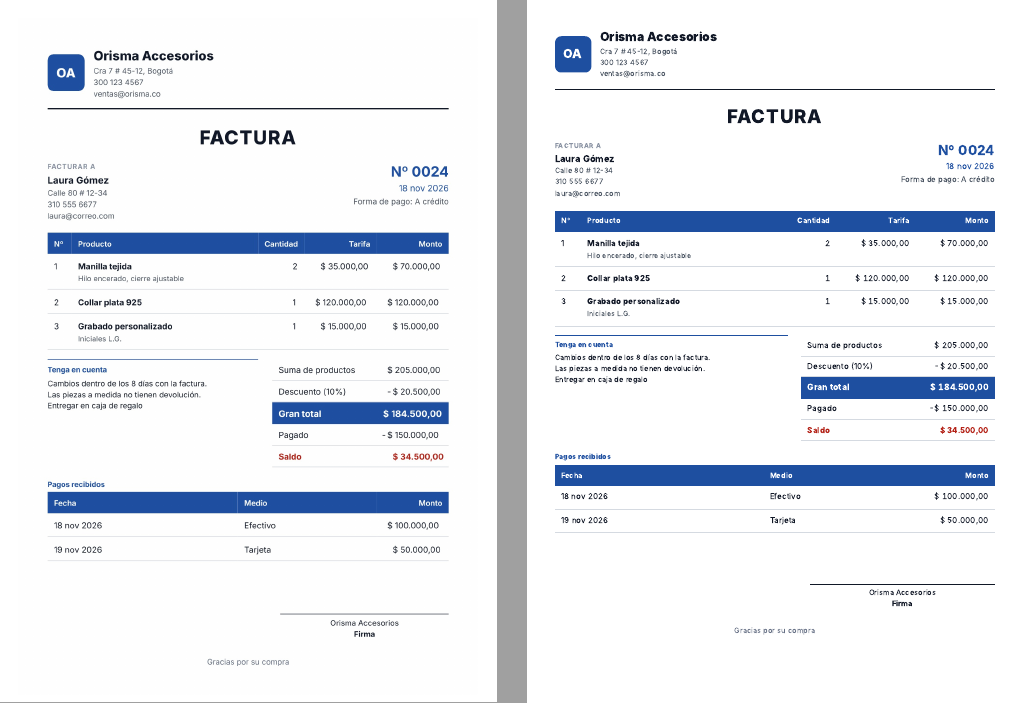 OA
Orisma Accesorios
Cra 7 # 45-12, Bogotá
300 123 4567
ventas@orisma.co
FACTURA
FACTURAR A
Laura Gómez
Calle 80 # 12-34
310 555 6677
laura@correo.com
Nº 0024
18 nov 2026
Forma de pago: A crédito
Nº Producto Cantidad Tarifa Monto
1 Manilla tejida 2 $ 35.000,00 $ 70.000,00
Hilo encerado, cierre ajustable
2 Collar plata 925 1 $ 120.000,00 $ 120.000,00
3 Grabado personalizado 1 $ 15.000,00 $ 15.000,00
Iniciales L.G.
Tenga en cuenta
Cambios dentro de los 8 días con la factura.
Las piezas a medida no tienen devolución.
Entregar en caja de regalo
Suma de productos $ 205.000,00
Descuento (10%) - $ 20.500,00
Gran total $ 184.500,00
Pagado - $ 150.000,00
Saldo $ 34.500,00
Pagos recibidos
Fecha Medio Monto
18 nov 2026 Efectivo $ 100.000,00
19 nov 2026 Tarjeta $ 50.000,00
Orisma Accesorios
Firma
Gracias por su compra
OA
Orisma Accesorios
Cra 7 # 45-12, Bogotá
300 123 4567
ventas@orisma.co
FACTURA
FACTURAR A
Laura Gómez
Calle 80 # 12-34
310 555 6677
laura@correo.com
Nº 0024
18 nov 2026
Forma de pago: A crédito
Nº Producto Cantidad Tarifa Monto
1 Manilla tejida 2 $ 35.000,00 $ 70.000,00
Hilo encerado, cierre ajustable
2 Collar plata 925 1 $ 120.000,00 $ 120.000,00
3 Grabado personalizado 1 $ 15.000,00 $ 15.000,00
Iniciales L.G.
Tenga en cuenta
Cambios dentro de los 8 días con la factura.
Las piezas a medida no tienen devolución.
Entregar en caja de regalo
Suma de productos $ 205.000,00
Descuento (10%) - $ 20.500,00
Gran total $ 184.500,00
Pagado -$ 150.000,00
Saldo $ 34.500,00
Pagos recibidos
Fecha Medio Monto
18 nov 2026 Efectivo $ 100.000,00
19 nov 2026 Tarjeta $ 50.000,00
Orisma Accesorios
Firma
Gracias por su compra